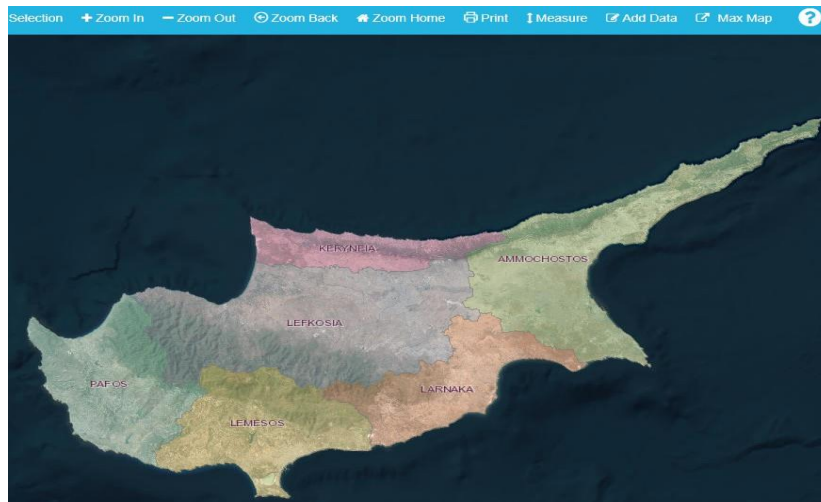 Selection + Zoom In − Zoom Out Zoom Back Zoom Home Print Measure Add Data Max Map ?
KERYNEIA
AMMOCHOSTOS
LEFKOSIA
PAFOS
LARNAKA
LEMESOS